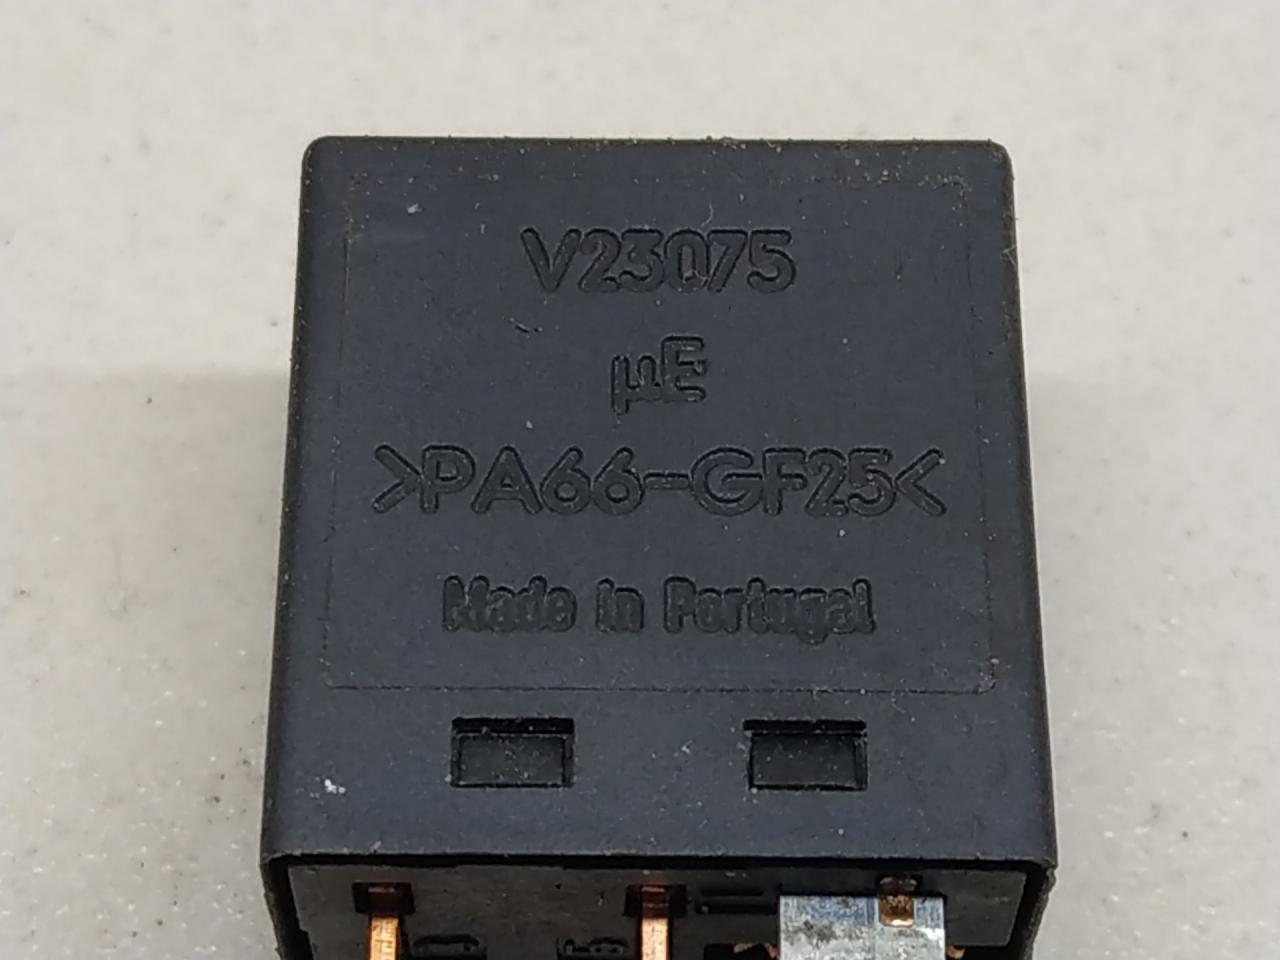 V23075
µE
>PA66-GF25<
Made in Portugal